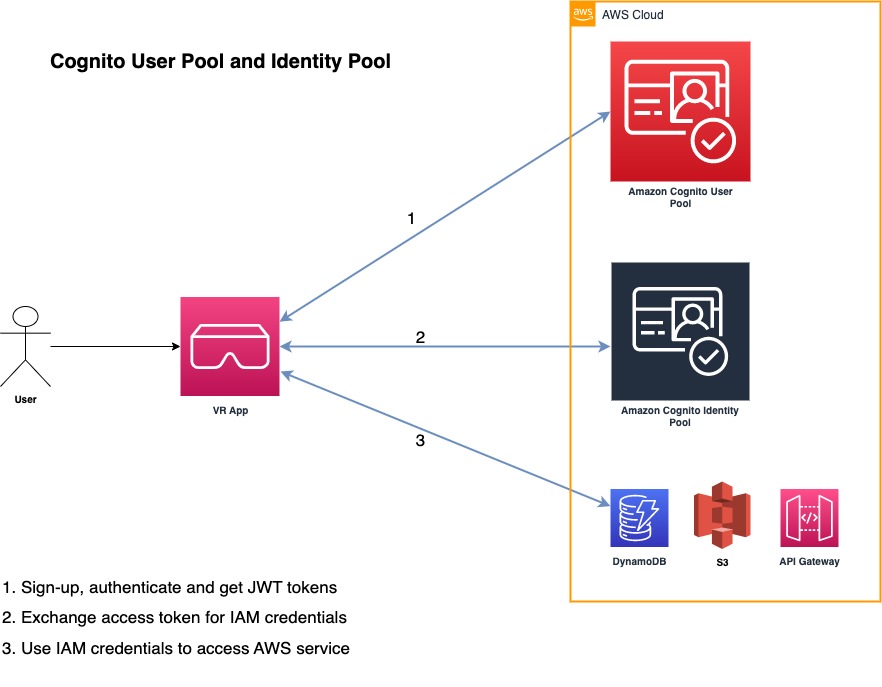 aws
AWS Cloud
Cognito User Pool and Identity Pool
Amazon Cognito User
Pool
1
2
Amazon Cognito Identity
Pool
User
VR App
3
DynamoDB
S3
API Gateway
1. Sign-up, authenticate and get JWT tokens
2. Exchange access token for IAM credentials
3. Use IAM credentials to access AWS service